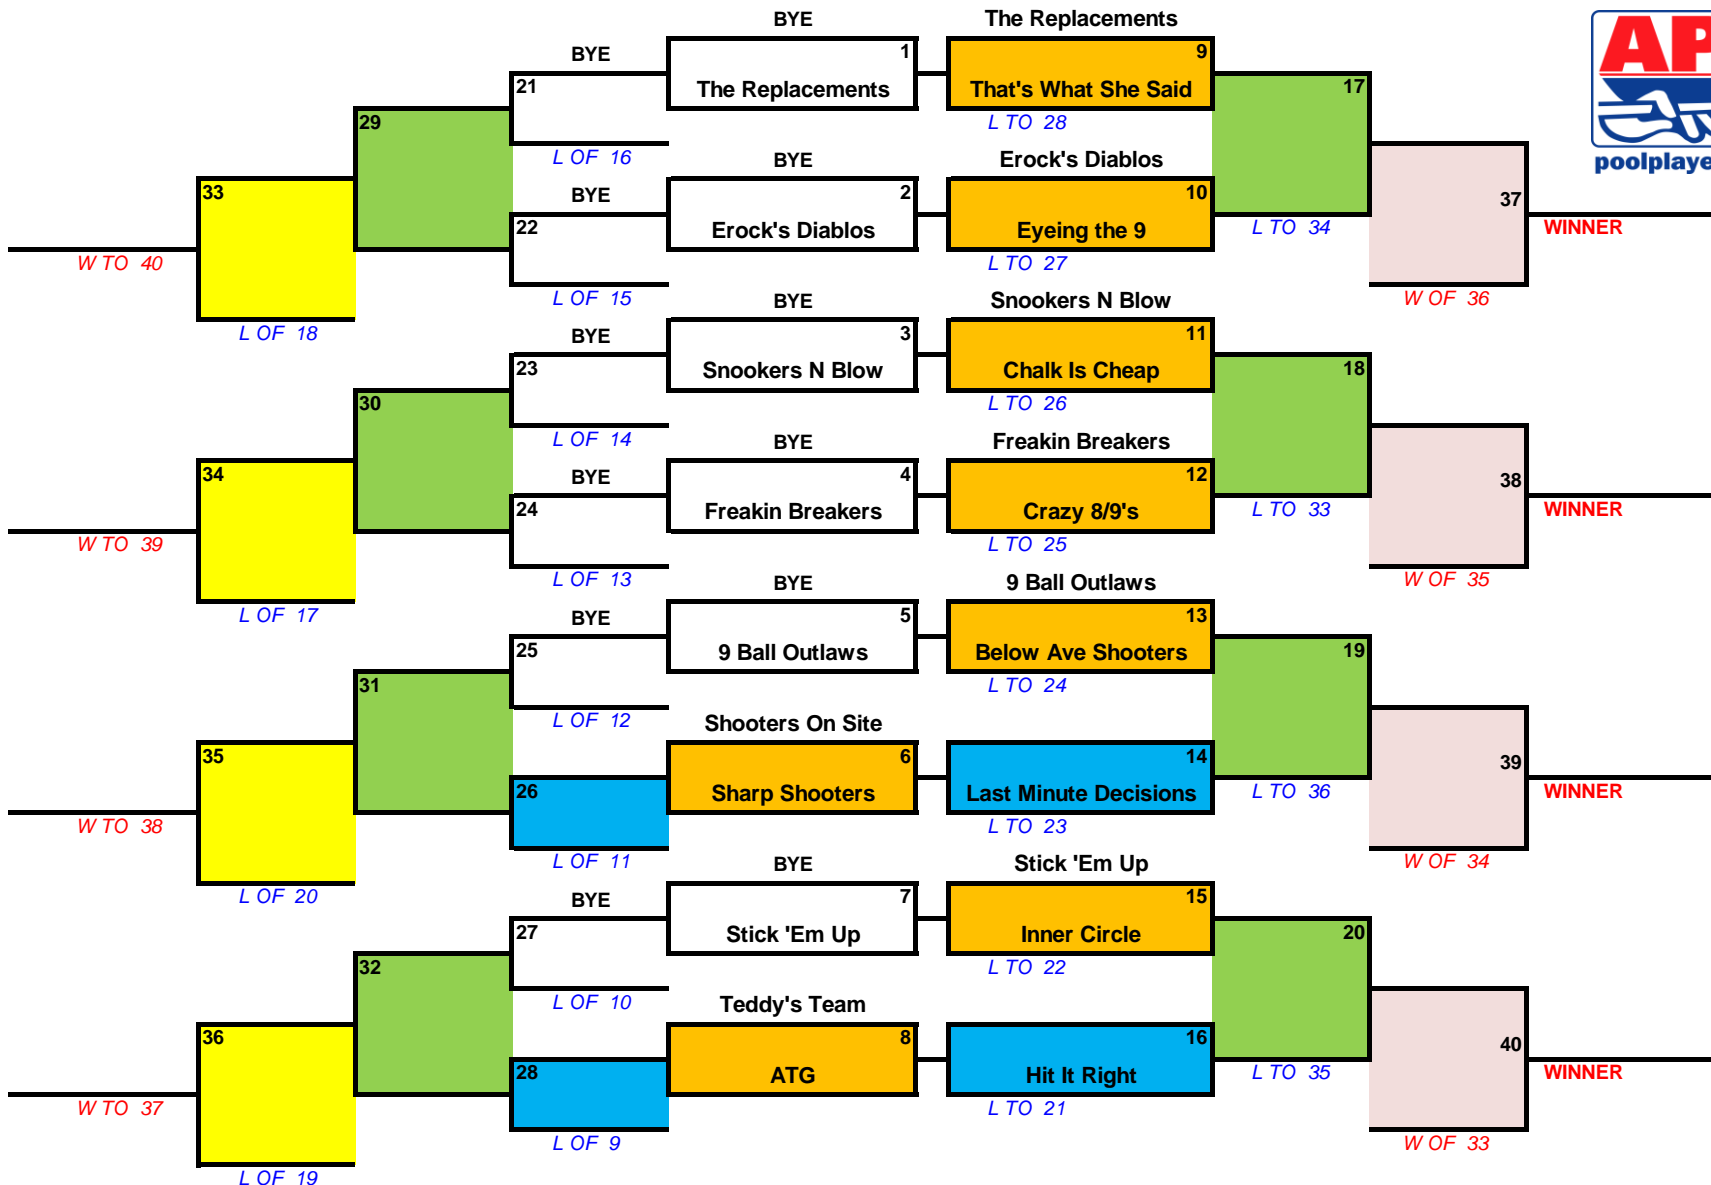 BYE The Replacements
BYE 1 9
21 The Replacements That's What She Said 17
29 L TO 28
L OF 16 BYE Erock's Diablos
33 BYE 2 10 37
22 Erock's Diablos Eyeing the 9 L TO 34 WINNER
W TO 40 L TO 27
L OF 15 BYE Snookers N Blow W OF 36
L OF 18 BYE 3 11
23 Snookers N Blow Chalk Is Cheap 18
30 L TO 26
L OF 14 BYE Freakin Breakers
34 BYE 4 12 38
24 Freakin Breakers Crazy 8/9's L TO 33 WINNER
W TO 39 L TO 25
L OF 13 BYE 9 Ball Outlaws W OF 35
L OF 17 BYE 5 13
25 9 Ball Outlaws Below Ave Shooters 19
31 L TO 24
L OF 12 Shooters On Site
35 6 14 39
26 Sharp Shooters Last Minute Decisions L TO 36 WINNER
W TO 38 L TO 23
L OF 11 BYE Stick 'Em Up W OF 34
L OF 20 BYE 7 15
27 Stick 'Em Up Inner Circle 20
32 L TO 22
L OF 10 Teddy's Team
36 8 16 40
28 ATG Hit It Right L TO 35 WINNER
W TO 37 L TO 21
L OF 9 W OF 33
L OF 19
AP
poolplaye